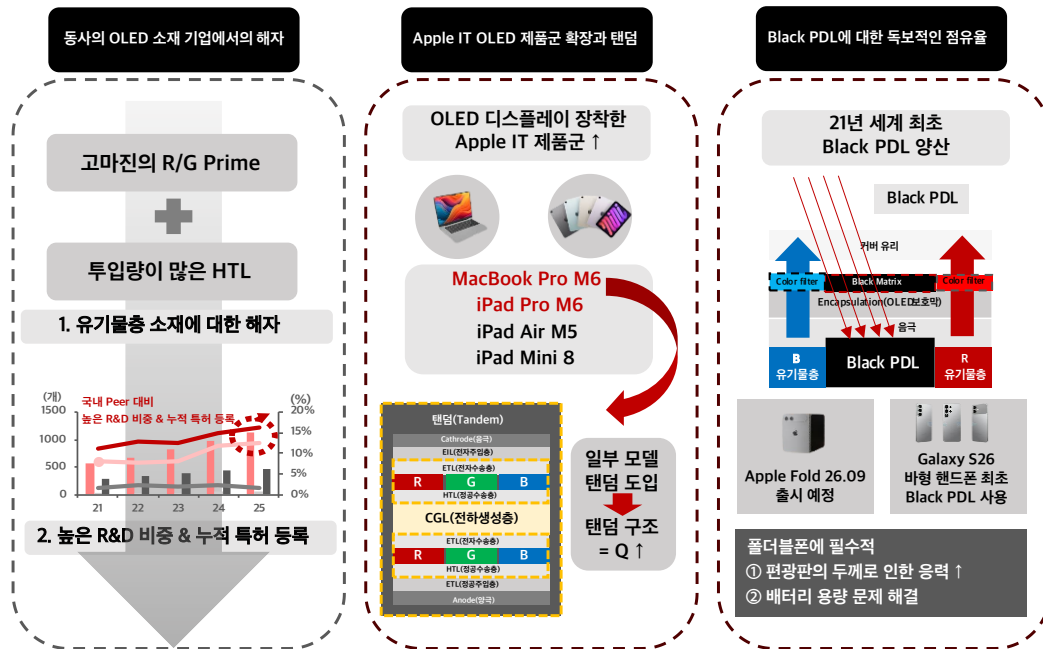 동사의 OLED 소재 기업에서의 해자
고마진의 R/G Prime
투입량이 많은 HTL
1. 유기물층 소재에 대한 해자
(개)
(%)
국내 Peer 대비
높은 R&D 비중 & 누적 특허 등록
1500
1000
500
0
20%
15%
10%
5%
0%
21
22
23
24
25
2. 높은 R&D 비중 & 누적 특허 등록
Apple IT OLED 제품군 확장과 탠덤
OLED 디스플레이 장착한
Apple IT 제품군 ↑
MacBook Pro M6
iPad Pro M6
iPad Air M5
iPad Mini 8
탠덤(Tandem)
Cathrode(음극)
EIL(전자주입층)
ETL(전자수송층)
R G B
HTL(정공수송층)
CGL(전하생성층)
ETL(전자수송층)
R G B
HTL(정공수송층)
ETL(정공주입층)
Anode(양극)
일부 모델
탠덤 도입
탠덤 구조
= Q ↑
Black PDL에 대한 독보적인 점유율
21년 세계 최초
Black PDL 양산
Black PDL
커버 유리
Color filter
Black Matrix
Color filter
Encapsulation(OLED보호막)
음극
B
유기물층
Black PDL
R
유기물층
Apple Fold 26.09
출시 예정
Galaxy S26
바형 핸드폰 최초
Black PDL 사용
폴더블폰에 필수적
① 편광판의 두께로 인한 응력 ↑
② 배터리 용량 문제 해결